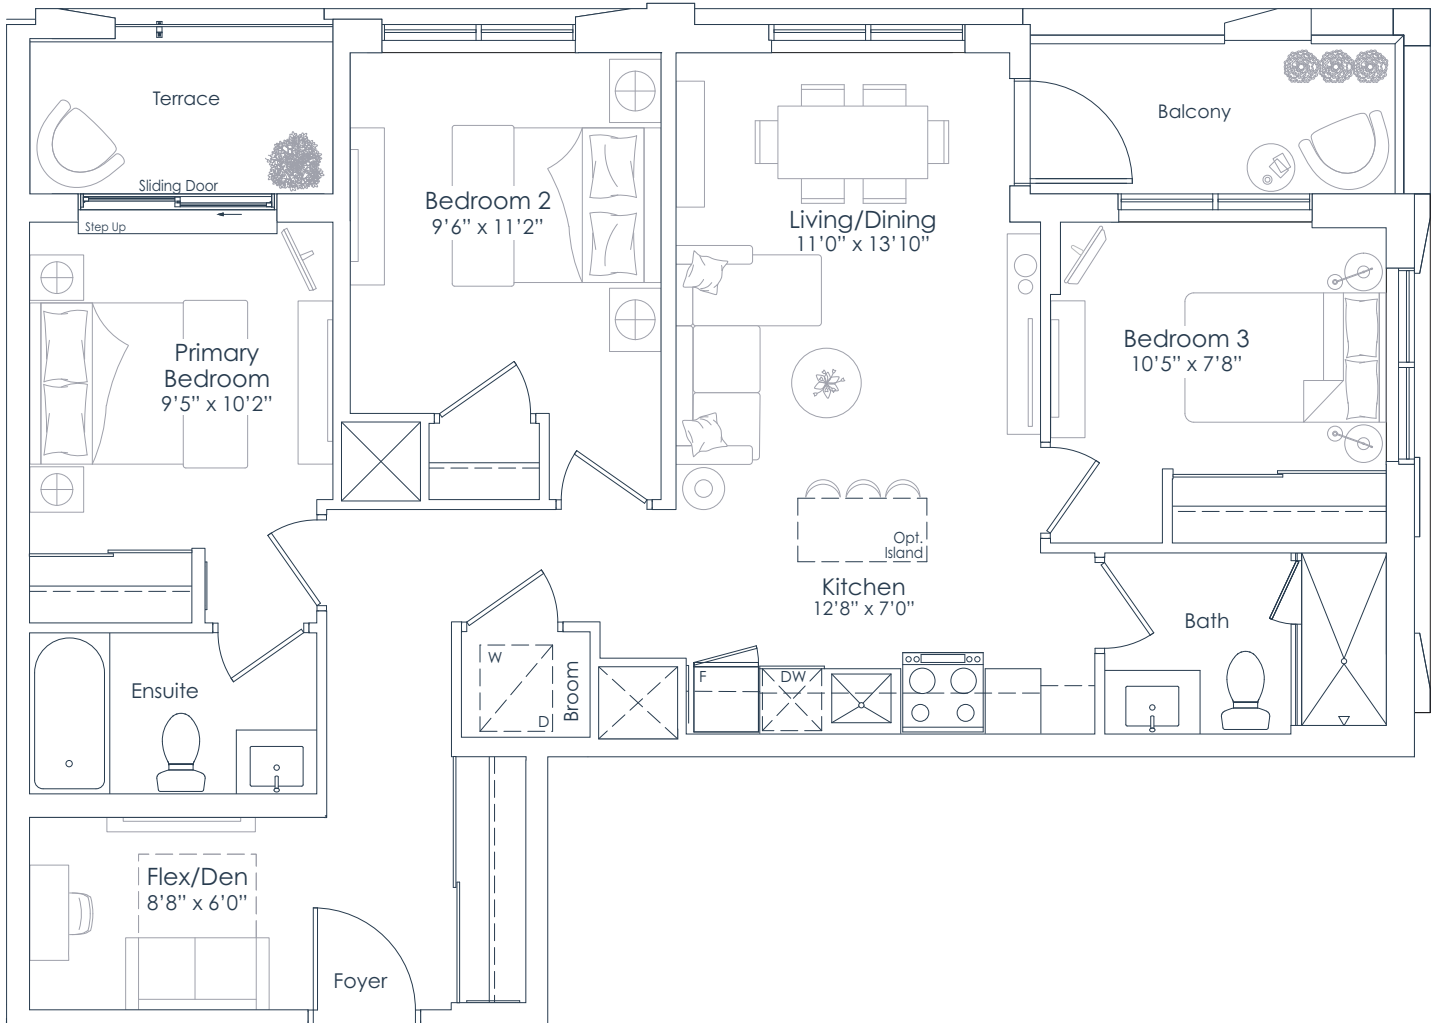 Terrace
Sliding Door
Step Up
Primary
Bedroom
9'5" x 10'2"
Bedroom 2
9'6" x 11'2"
Living/Dining
11'0" x 13'10"
Balcony
Bedroom 3
10'5" x 7'8"
Opt.
Island
Kitchen
12'8" x 7'0"
Bath
F
DW
W
D
Broom
Ensuite
Flex/Den
8'8" x 6'0"
Foyer